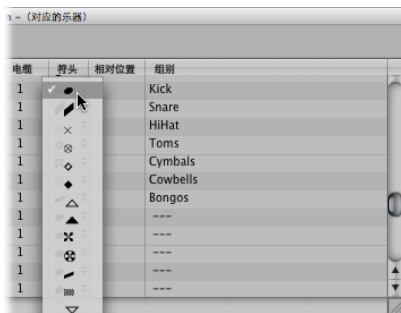 n – (对应的乐器)
电缆 符头 相对位置 组别
1 Kick
1 Snare
1 HiHat
1 Toms
1 Cymbals
1 Cowbells
1 Bongos
1 ---
1 ---
1 ---
1 ---
1 ---